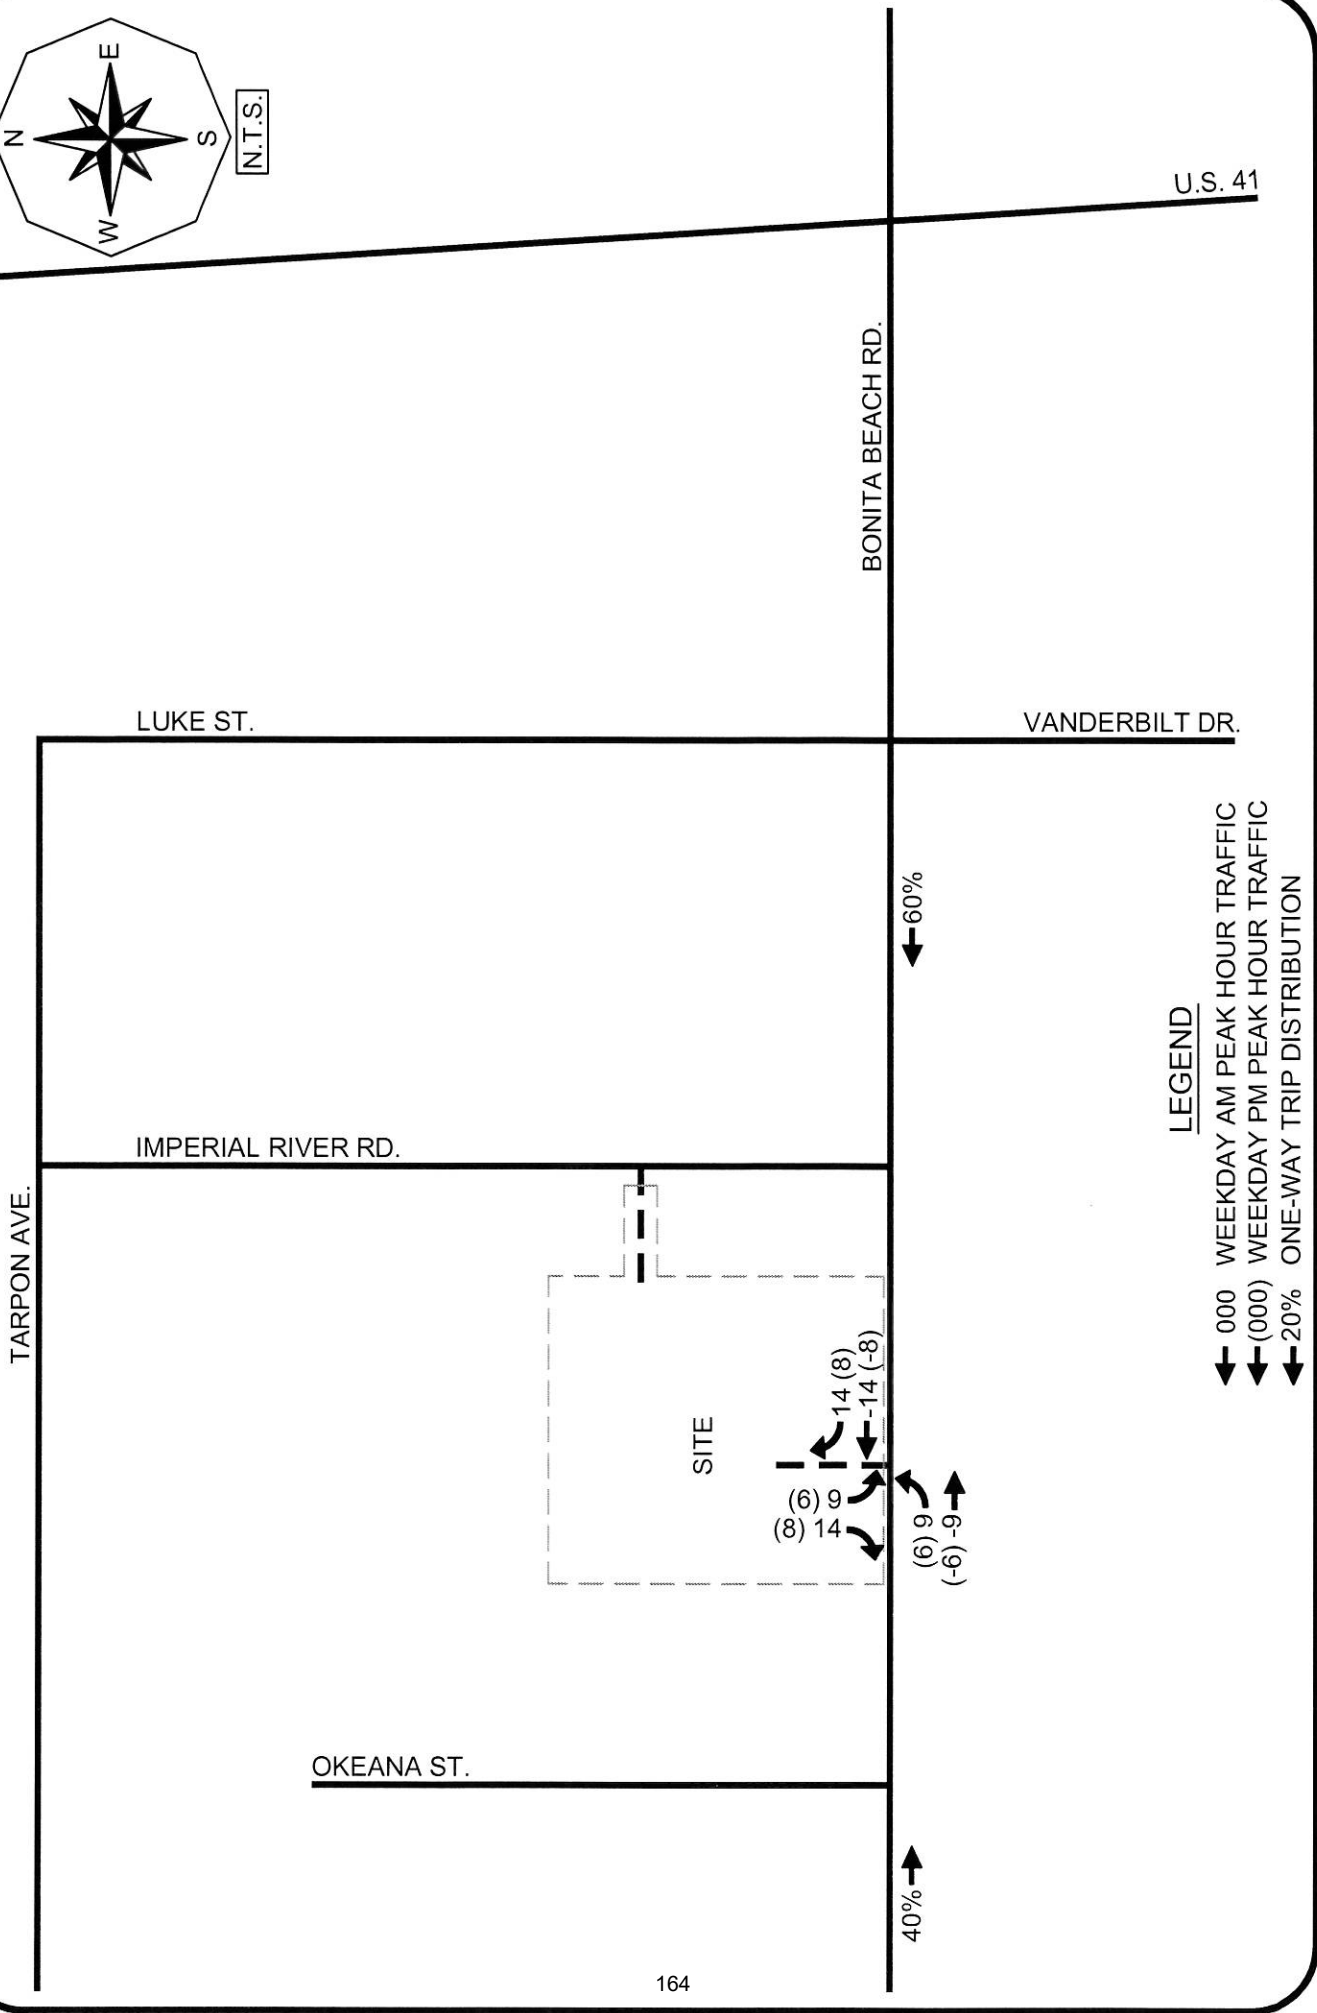 N
E
S
W
N.T.S.
U.S. 41
BONITA BEACH RD.
LUKE ST.
VANDERBILT DR.
60%
IMPERIAL RIVER RD.
TARPON AVE.
SITE
14 (8)
-14 (-8)
(6) 9
(8) 14
(6) 9
(-6) -9
OKEANA ST.
40%
LEGEND
000 WEEKDAY AM PEAK HOUR TRAFFIC
(000) WEEKDAY PM PEAK HOUR TRAFFIC
20% ONE-WAY TRIP DISTRIBUTION
164